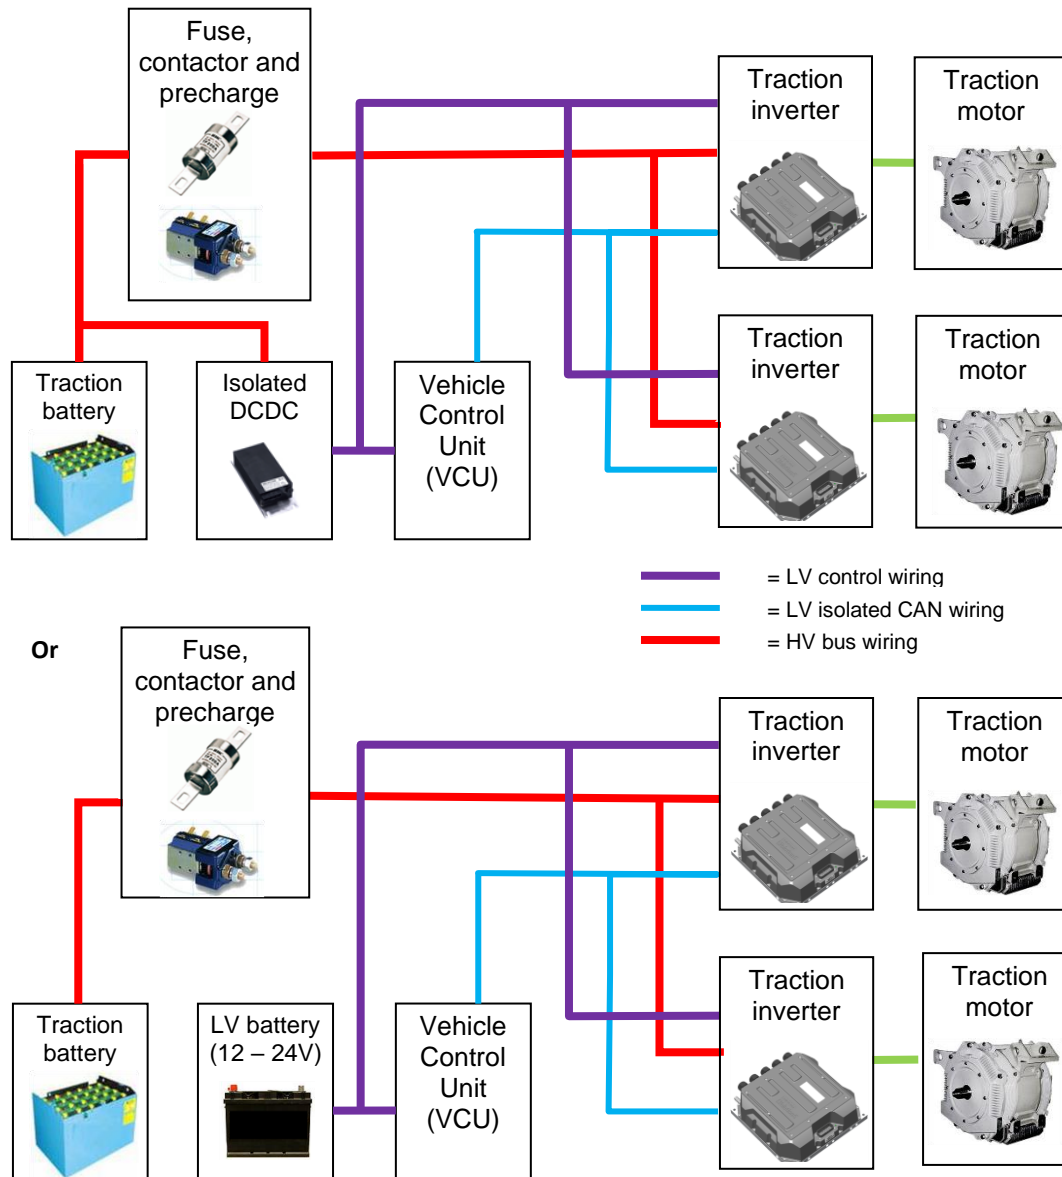 Fuse,
contactor and
precharge
Traction
inverter
Traction
motor
Traction
battery
Isolated
DCDC
Vehicle
Control
Unit
(VCU)
Traction
inverter
Traction
motor
= LV control wiring
= LV isolated CAN wiring
= HV bus wiring
Or
Fuse,
contactor and
precharge
Traction
inverter
Traction
motor
Traction
battery
LV battery
(12 – 24V)
Vehicle
Control
Unit
(VCU)
Traction
inverter
Traction
motor